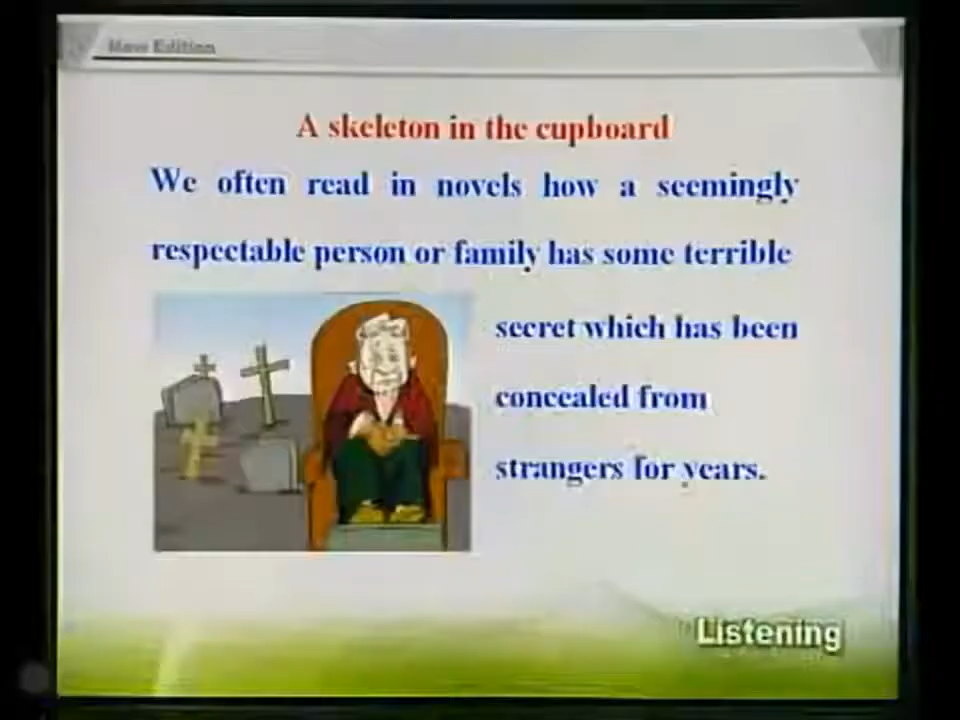 New Edition
A skeleton in the cupboard
We often read in novels how a seemingly
respectable person or family has some terrible
secret which has been
concealed from
strangers for years.
Listening